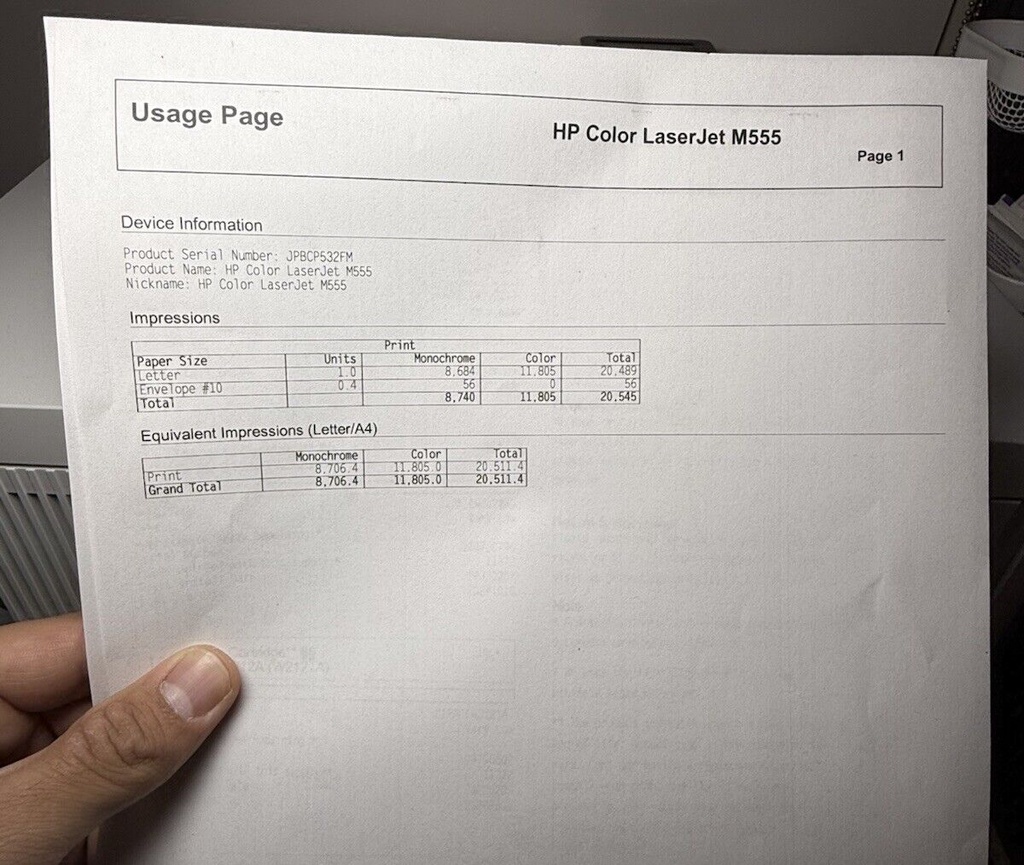 Usage Page
HP Color LaserJet M555
Page 1
Device Information
Product Serial Number: JPBCP532FM
Product Name: HP Color LaserJet M555
Nickname: HP Color LaserJet M555
Impressions
Print
Paper Size Units Monochrome Color Total
Letter 1.0 8,684 11,805 20,489
Envelope #10 0.4 56 0 56
Total 8,740 11,805 20,545
Equivalent Impressions (Letter/A4)
Monochrome Color Total
Print 8,706.4 11,805.0 20,511.4
Grand Total 8,706.4 11,805.0 20,511.4